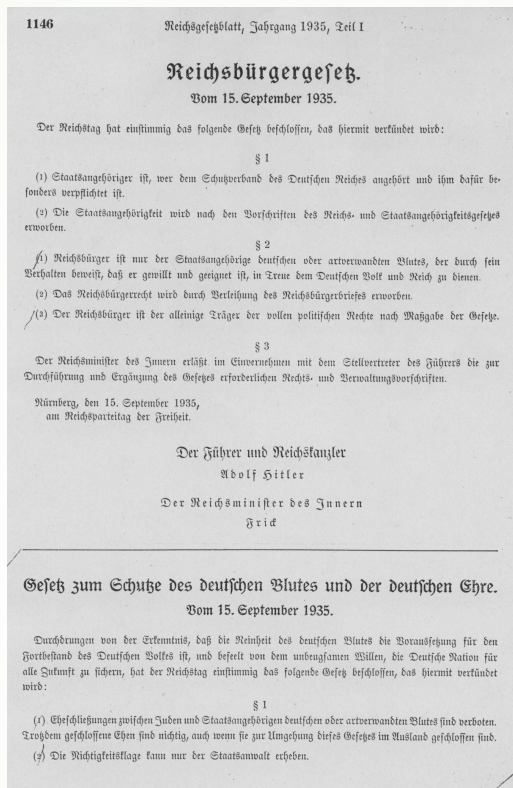 1146
Reichsgesetzblatt, Jahrgang 1935, Teil I
Reichsbürgergesetz.
Vom 15. September 1935.
Der Reichstag hat einstimmig das folgende Gesetz beschlossen, das hiermit verkündet wird:
§ 1
(1) Staatsangehöriger ist, wer dem Schutzverband des Deutschen Reiches angehört und ihm dafür be-
sonders verpflichtet ist.
(2) Die Staatsangehörigkeit wird nach den Vorschriften des Reichs- und Staatsangehörigkeitsgesetzes
erworben.
§ 2
(1) Reichsbürger ist nur der Staatsangehörige deutschen oder artverwandten Blutes, der durch sein
Verhalten beweist, daß er gewillt und geeignet ist, in Treue dem Deutschen Volk und Reich zu dienen.
(2) Das Reichsbürgerrecht wird durch Verleihung des Reichsbürgerbriefes erworben.
(3) Der Reichsbürger ist der alleinige Träger der vollen politischen Rechte nach Maßgabe der Gesetze.
§ 3
Der Reichsminister des Innern erläßt im Einvernehmen mit dem Stellvertreter des Führers die zur
Durchführung und Ergänzung des Gesetzes erforderlichen Rechts- und Verwaltungsvorschriften.
Nürnberg, den 15. September 1935,
am Reichsparteitag der Freiheit.
Der Führer und Reichskanzler
Adolf Hitler
Der Reichsminister des Innern
Frick
Gesetz zum Schutze des deutschen Blutes und der deutschen Ehre.
Vom 15. September 1935.
Durchdrungen von der Erkenntnis, daß die Reinheit des deutschen Blutes die Voraussetzung für den
Fortbestand des Deutschen Volkes ist, und beseelt von dem unbeugsamen Willen, die Deutsche Nation für
alle Zukunft zu sichern, hat der Reichstag einstimmig das folgende Gesetz beschlossen, das hiermit verkündet
wird:
§ 1
(1) Eheschließungen zwischen Juden und Staatsangehörigen deutschen oder artverwandten Blutes sind verboten.
Trotzdem geschlossene Ehen sind nichtig, auch wenn sie zur Umgehung dieses Gesetzes im Ausland geschlossen sind.
(2) Die Nichtigkeitsklage kann nur der Staatsanwalt erheben.